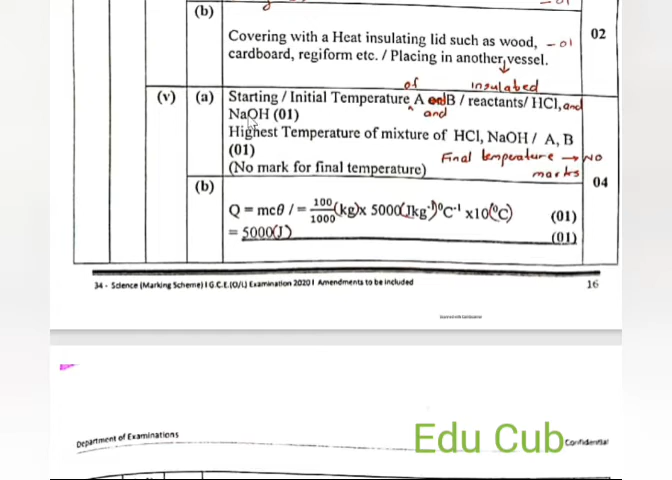 (b)
Covering with a Heat insulating lid such as wood, – 01
02
cardboard, regiform etc. / Placing in another vessel.
of insulated
(v) (a) Starting / Initial Temperature A and B / reactants/ HCl, and
NaOH (01) and
Highest Temperature of mixture of HCl, NaOH / A, B
(01) Final temperature → No
(No mark for final temperature) marks
04
(b)
Q = mcθ / = 100/1000 (kg) x 5000(Jkg⁻¹)°C⁻¹ x10(°C) (01)
= 5000(J) (01)
34 - Science (Marking Scheme) I G.C.E.(O/L) Examination 2020 I Amendments to be included 16
Department of Examinations
Edu Cub
Confidential